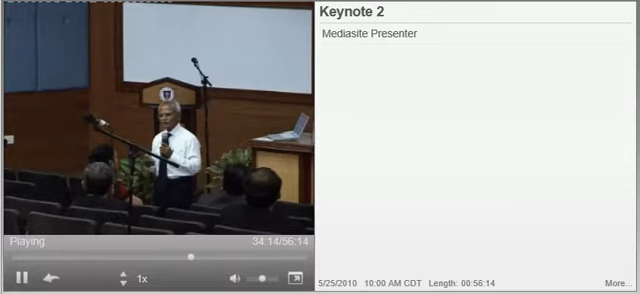 Keynote 2
Mediasite Presenter
Playing
34:14/56:14
1x
5/25/2010 10:00 AM CDT Length: 00:56:14
More...